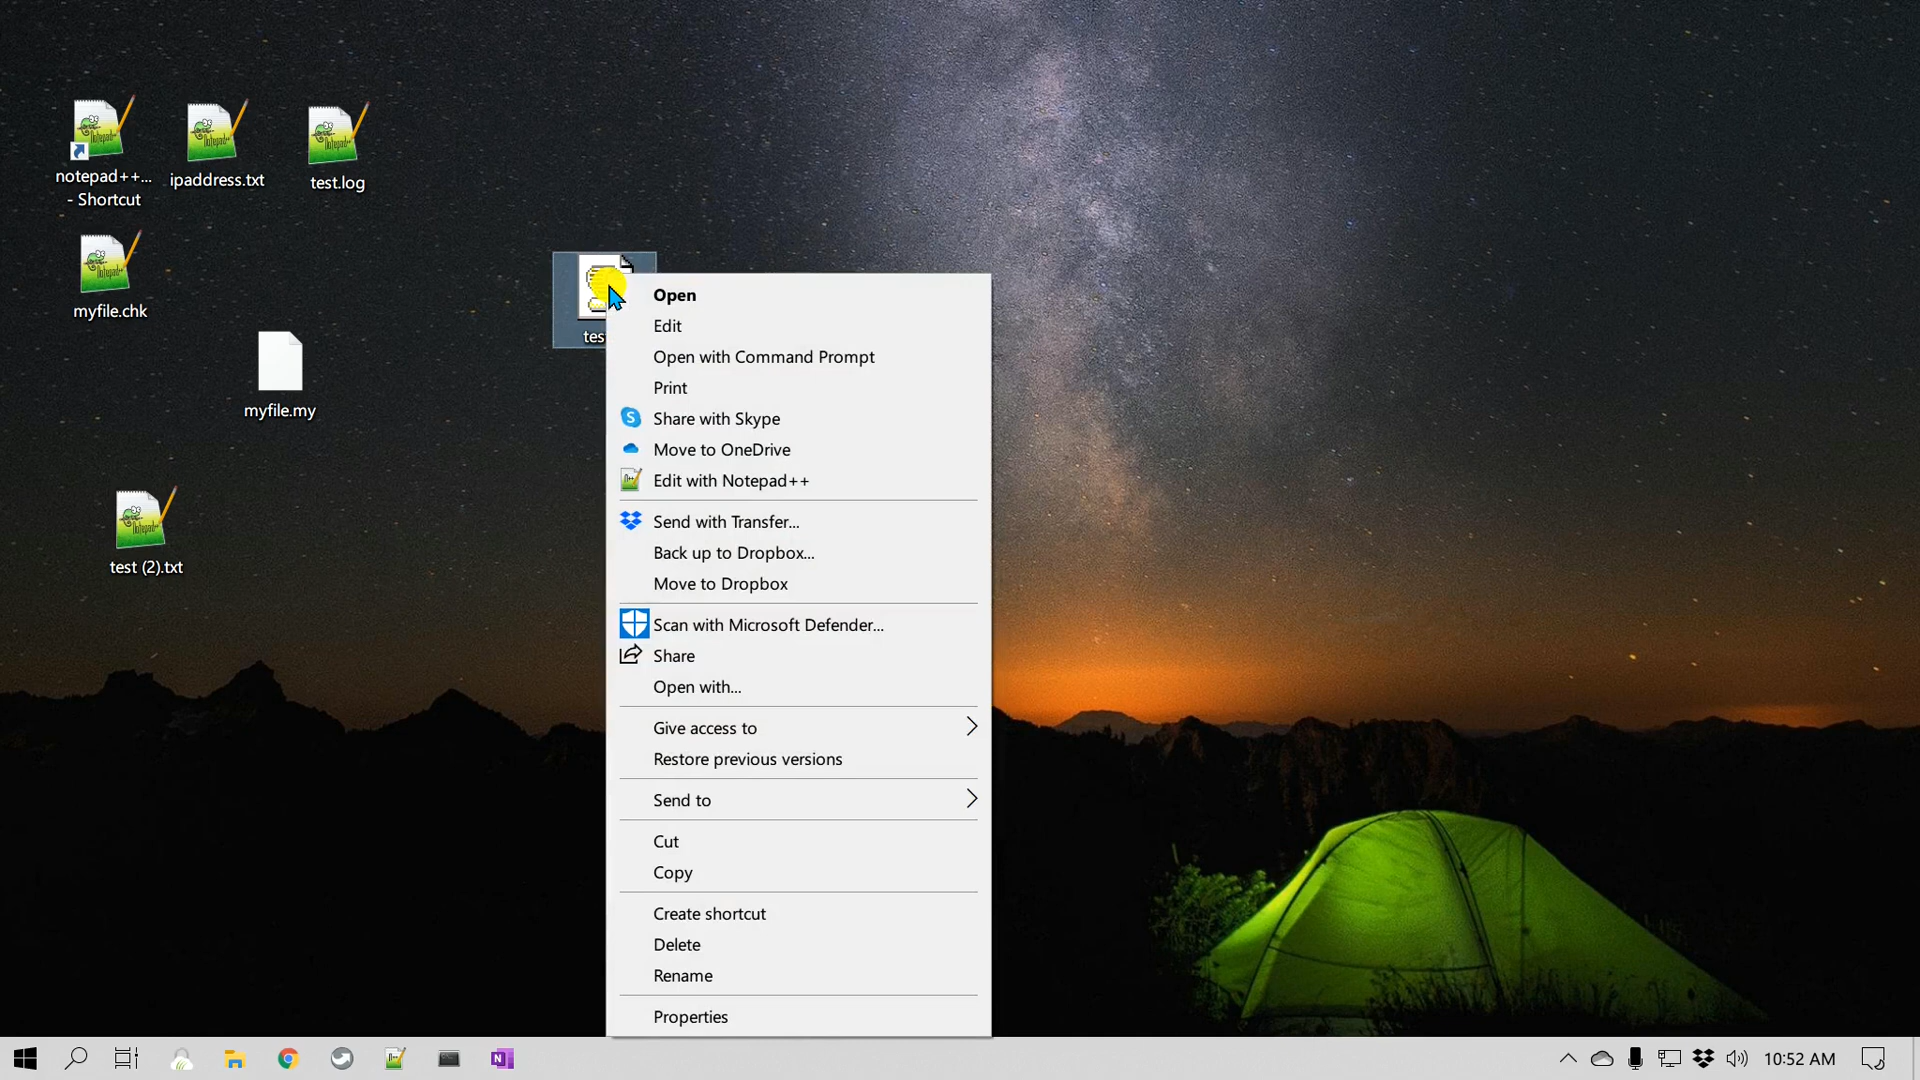 notepad++...
- Shortcut
ipaddress.txt
test.log
myfile.chk
myfile.my
test (2).txt
Open
Edit
Open with Command Prompt
Print
Share with Skype
Move to OneDrive
Edit with Notepad++
Send with Transfer...
Back up to Dropbox...
Move to Dropbox
Scan with Microsoft Defender...
Share
Open with...
Give access to
Restore previous versions
Send to
Cut
Copy
Create shortcut
Delete
Rename
Properties
10:52 AM